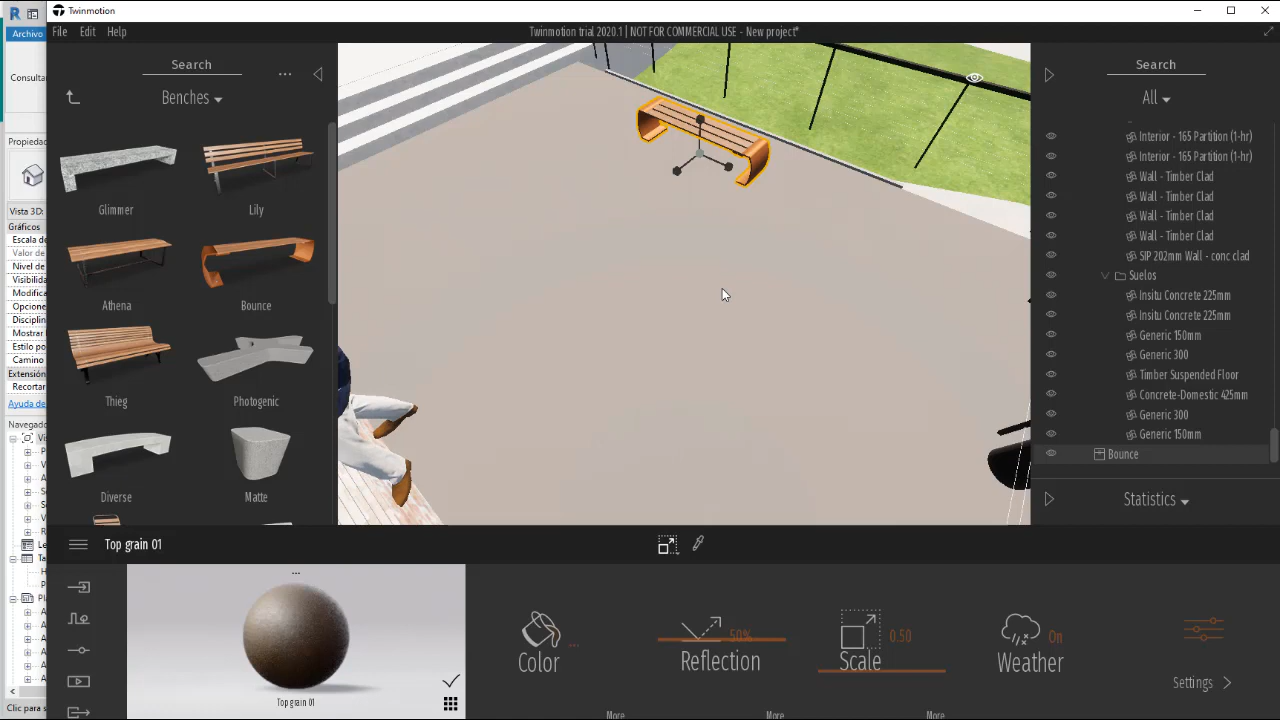 Twinmotion
File Edit Help
Twinmotion trial 2020.1 | NOT FOR COMMERCIAL USE - New project*
Archivo
Consultar
Propiedad
Vista 3D:
Gráficos
Escala de
Valor de
Nivel de
Visibilida
Modifica
Opcione
Disciplin
Mostrar
Estilo po
Camino
Extensión
Recortar
Ayuda de
Navegado
Clic para s
Search
Benches
Glimmer
Lily
Athena
Bounce
Thieg
Photogenic
Diverse
Matte
Search
All
Interior - 165 Partition (1-hr)
Interior - 165 Partition (1-hr)
Wall - Timber Clad
Wall - Timber Clad
Wall - Timber Clad
Wall - Timber Clad
SIP 202mm Wall - conc clad
Suelos
Insitu Concrete 225mm
Insitu Concrete 225mm
Generic 150mm
Generic 300
Timber Suspended Floor
Concrete-Domestic 425mm
Generic 300
Generic 150mm
Bounce
Statistics
Top grain 01
Top grain 01
Color ...
Reflection 50%
Scale 0.50
Weather On
Settings
More
More
More